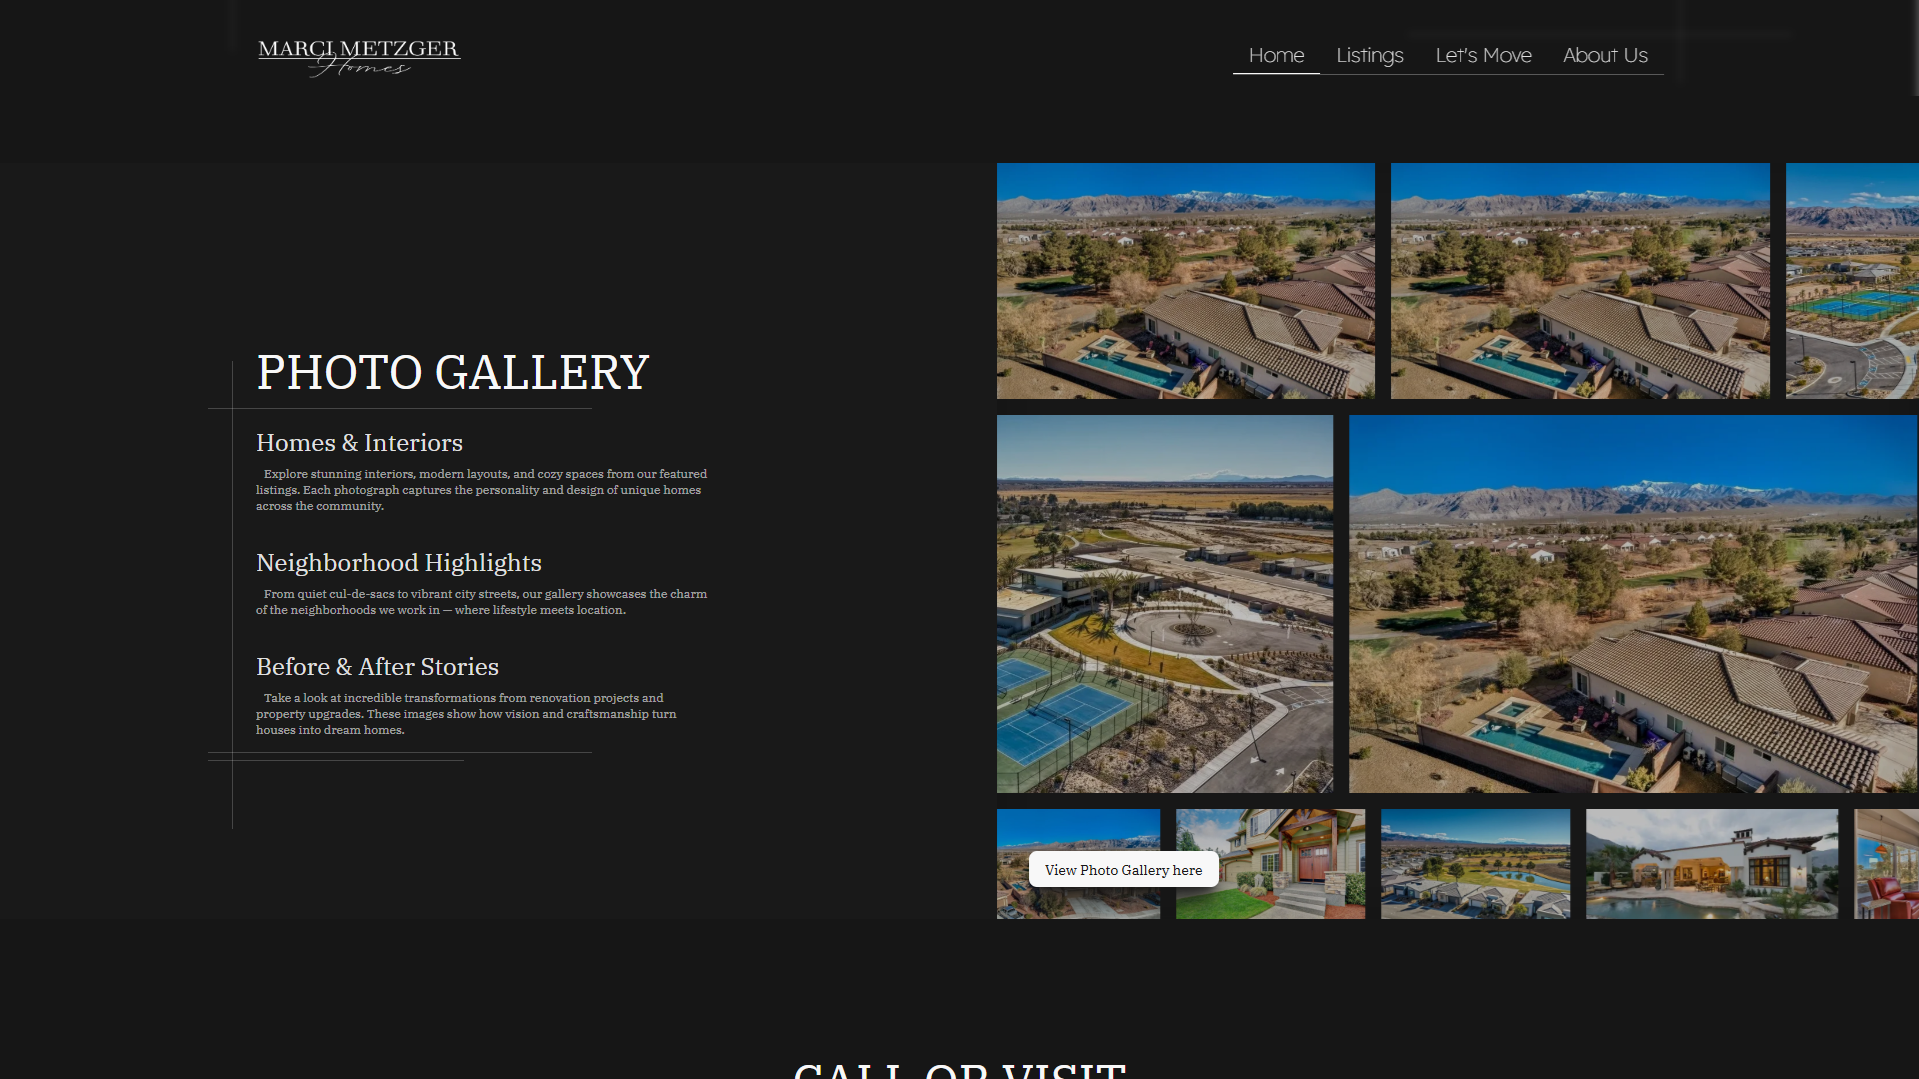 MARCI METZGER
Homes
Home Listings Let's Move About Us
PHOTO GALLERY
Homes & Interiors
Explore stunning interiors, modern layouts, and cozy spaces from our featured
listings. Each photograph captures the personality and design of unique homes
across the community.
Neighborhood Highlights
From quiet cul-de-sacs to vibrant city streets, our gallery showcases the charm
of the neighborhoods we work in — where lifestyle meets location.
Before & After Stories
Take a look at incredible transformations from renovation projects and
property upgrades. These images show how vision and craftsmanship turn
houses into dream homes.
View Photo Gallery here
CALL OR VISIT